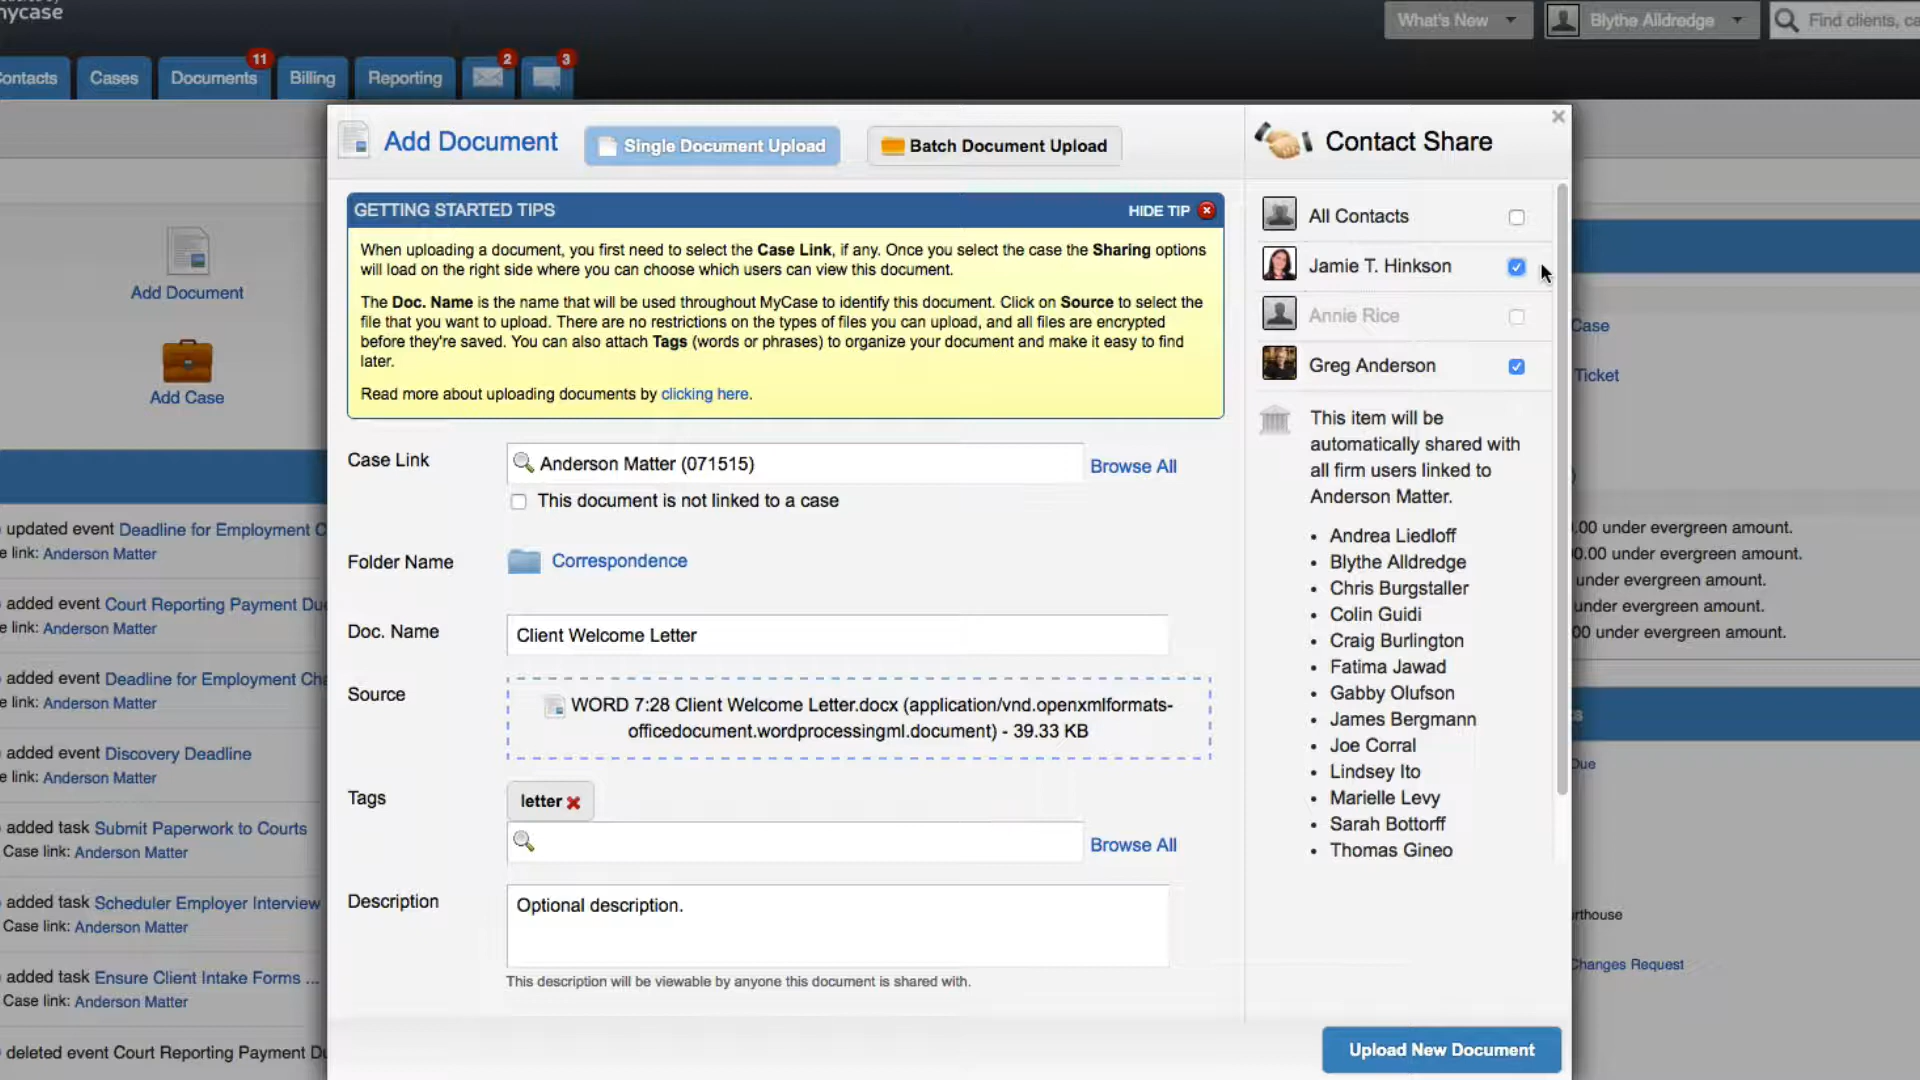 mycase
What's New
Blythe Alldredge
Find clients, ca
ontacts
Cases
Documents
11
Billing
Reporting
2
3
Add Document
Single Document Upload
Batch Document Upload
Contact Share
GETTING STARTED TIPS
HIDE TIP
When uploading a document, you first need to select the Case Link, if any. Once you select the case the Sharing options
will load on the right side where you can choose which users can view this document.
The Doc. Name is the name that will be used throughout MyCase to identify this document. Click on Source to select the
file that you want to upload. There are no restrictions on the types of files you can upload, and all files are encrypted
before they're saved. You can also attach Tags (words or phrases) to organize your document and make it easy to find
later.
Read more about uploading documents by clicking here.
Case Link
Anderson Matter (071515)
Browse All
This document is not linked to a case
Folder Name
Correspondence
Doc. Name
Client Welcome Letter
Source
WORD 7:28 Client Welcome Letter.docx (application/vnd.openxmlformats-
officedocument.wordprocessingml.document) - 39.33 KB
Tags
letter
Browse All
Description
Optional description.
This description will be viewable by anyone this document is shared with.
All Contacts
Jamie T. Hinkson
Annie Rice
Greg Anderson
This item will be
automatically shared with
all firm users linked to
Anderson Matter.
• Andrea Liedloff
• Blythe Alldredge
• Chris Burgstaller
• Colin Guidi
• Craig Burlington
• Fatima Jawad
• Gabby Olufson
• James Bergmann
• Joe Corral
• Lindsey Ito
• Marielle Levy
• Sarah Bottorff
• Thomas Gineo
Upload New Document
Add Document
Add Case
updated event Deadline for Employment C
e link: Anderson Matter
added event Court Reporting Payment Du
e link: Anderson Matter
added event Deadline for Employment Cha
e link: Anderson Matter
added event Discovery Deadline
e link: Anderson Matter
added task Submit Paperwork to Courts
Case link: Anderson Matter
added task Scheduler Employer Interview
Case link: Anderson Matter
added task Ensure Client Intake Forms ...
Case link: Anderson Matter
deleted event Court Reporting Payment Du
Case
Ticket
.00 under evergreen amount.
0.00 under evergreen amount.
under evergreen amount.
under evergreen amount.
00 under evergreen amount.
s
Due
rthouse
Changes Request